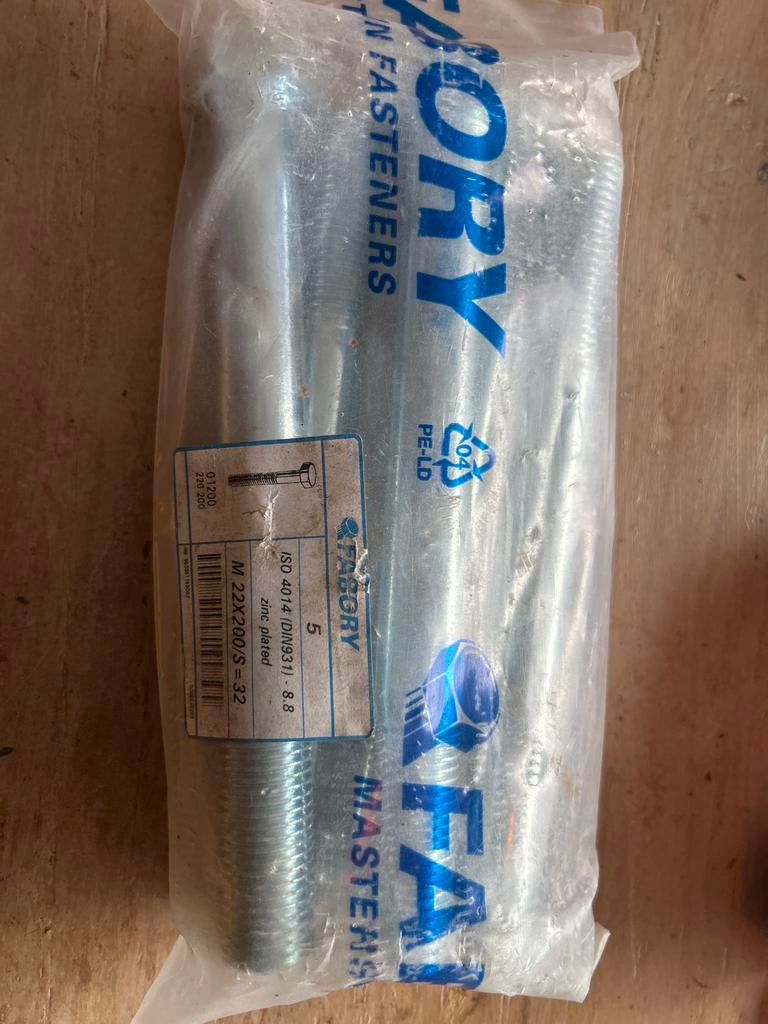 FABORY
IN FASTENERS
04
PE-LD
FABORY
5
ISO 4014 (DIN931) - 8.8
zinc plated
M 22X200/S = 32
01200
220 200
FAB
MASTERS